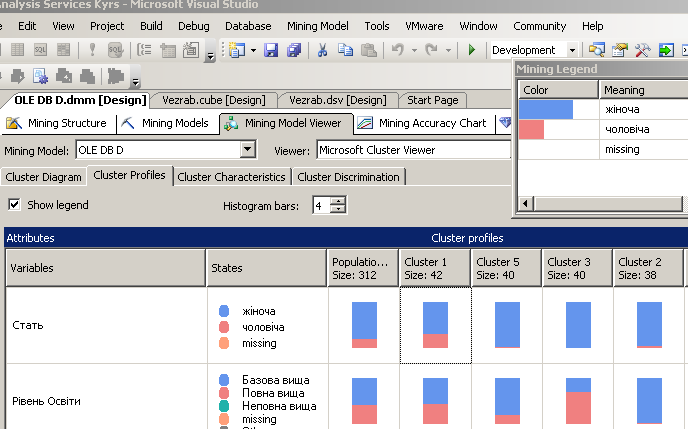 Analysis Services Kyrs - Microsoft Visual Studio
Edit View Project Build Debug Database Mining Model Tools VMware Window Community Help
Development
Mining Legend
Color Meaning
жіноча
чоловіча
missing
OLE DB D.dmm [Design] Vezrab.cube [Design] Vezrab.dsv [Design] Start Page
Mining Structure Mining Models Mining Model Viewer Mining Accuracy Chart
Mining Model: OLE DB D Viewer: Microsoft Cluster Viewer
Cluster Diagram Cluster Profiles Cluster Characteristics Cluster Discrimination
Show legend Histogram bars: 4
Attributes Cluster profiles
Variables States Populatio... Cluster 1 Cluster 5 Cluster 3 Cluster 2
Size: 312 Size: 42 Size: 40 Size: 40 Size: 38
жіноча
Стать чоловіча
missing
Базова вища
Повна вища
Рівень Освіти Неповна вища
missing